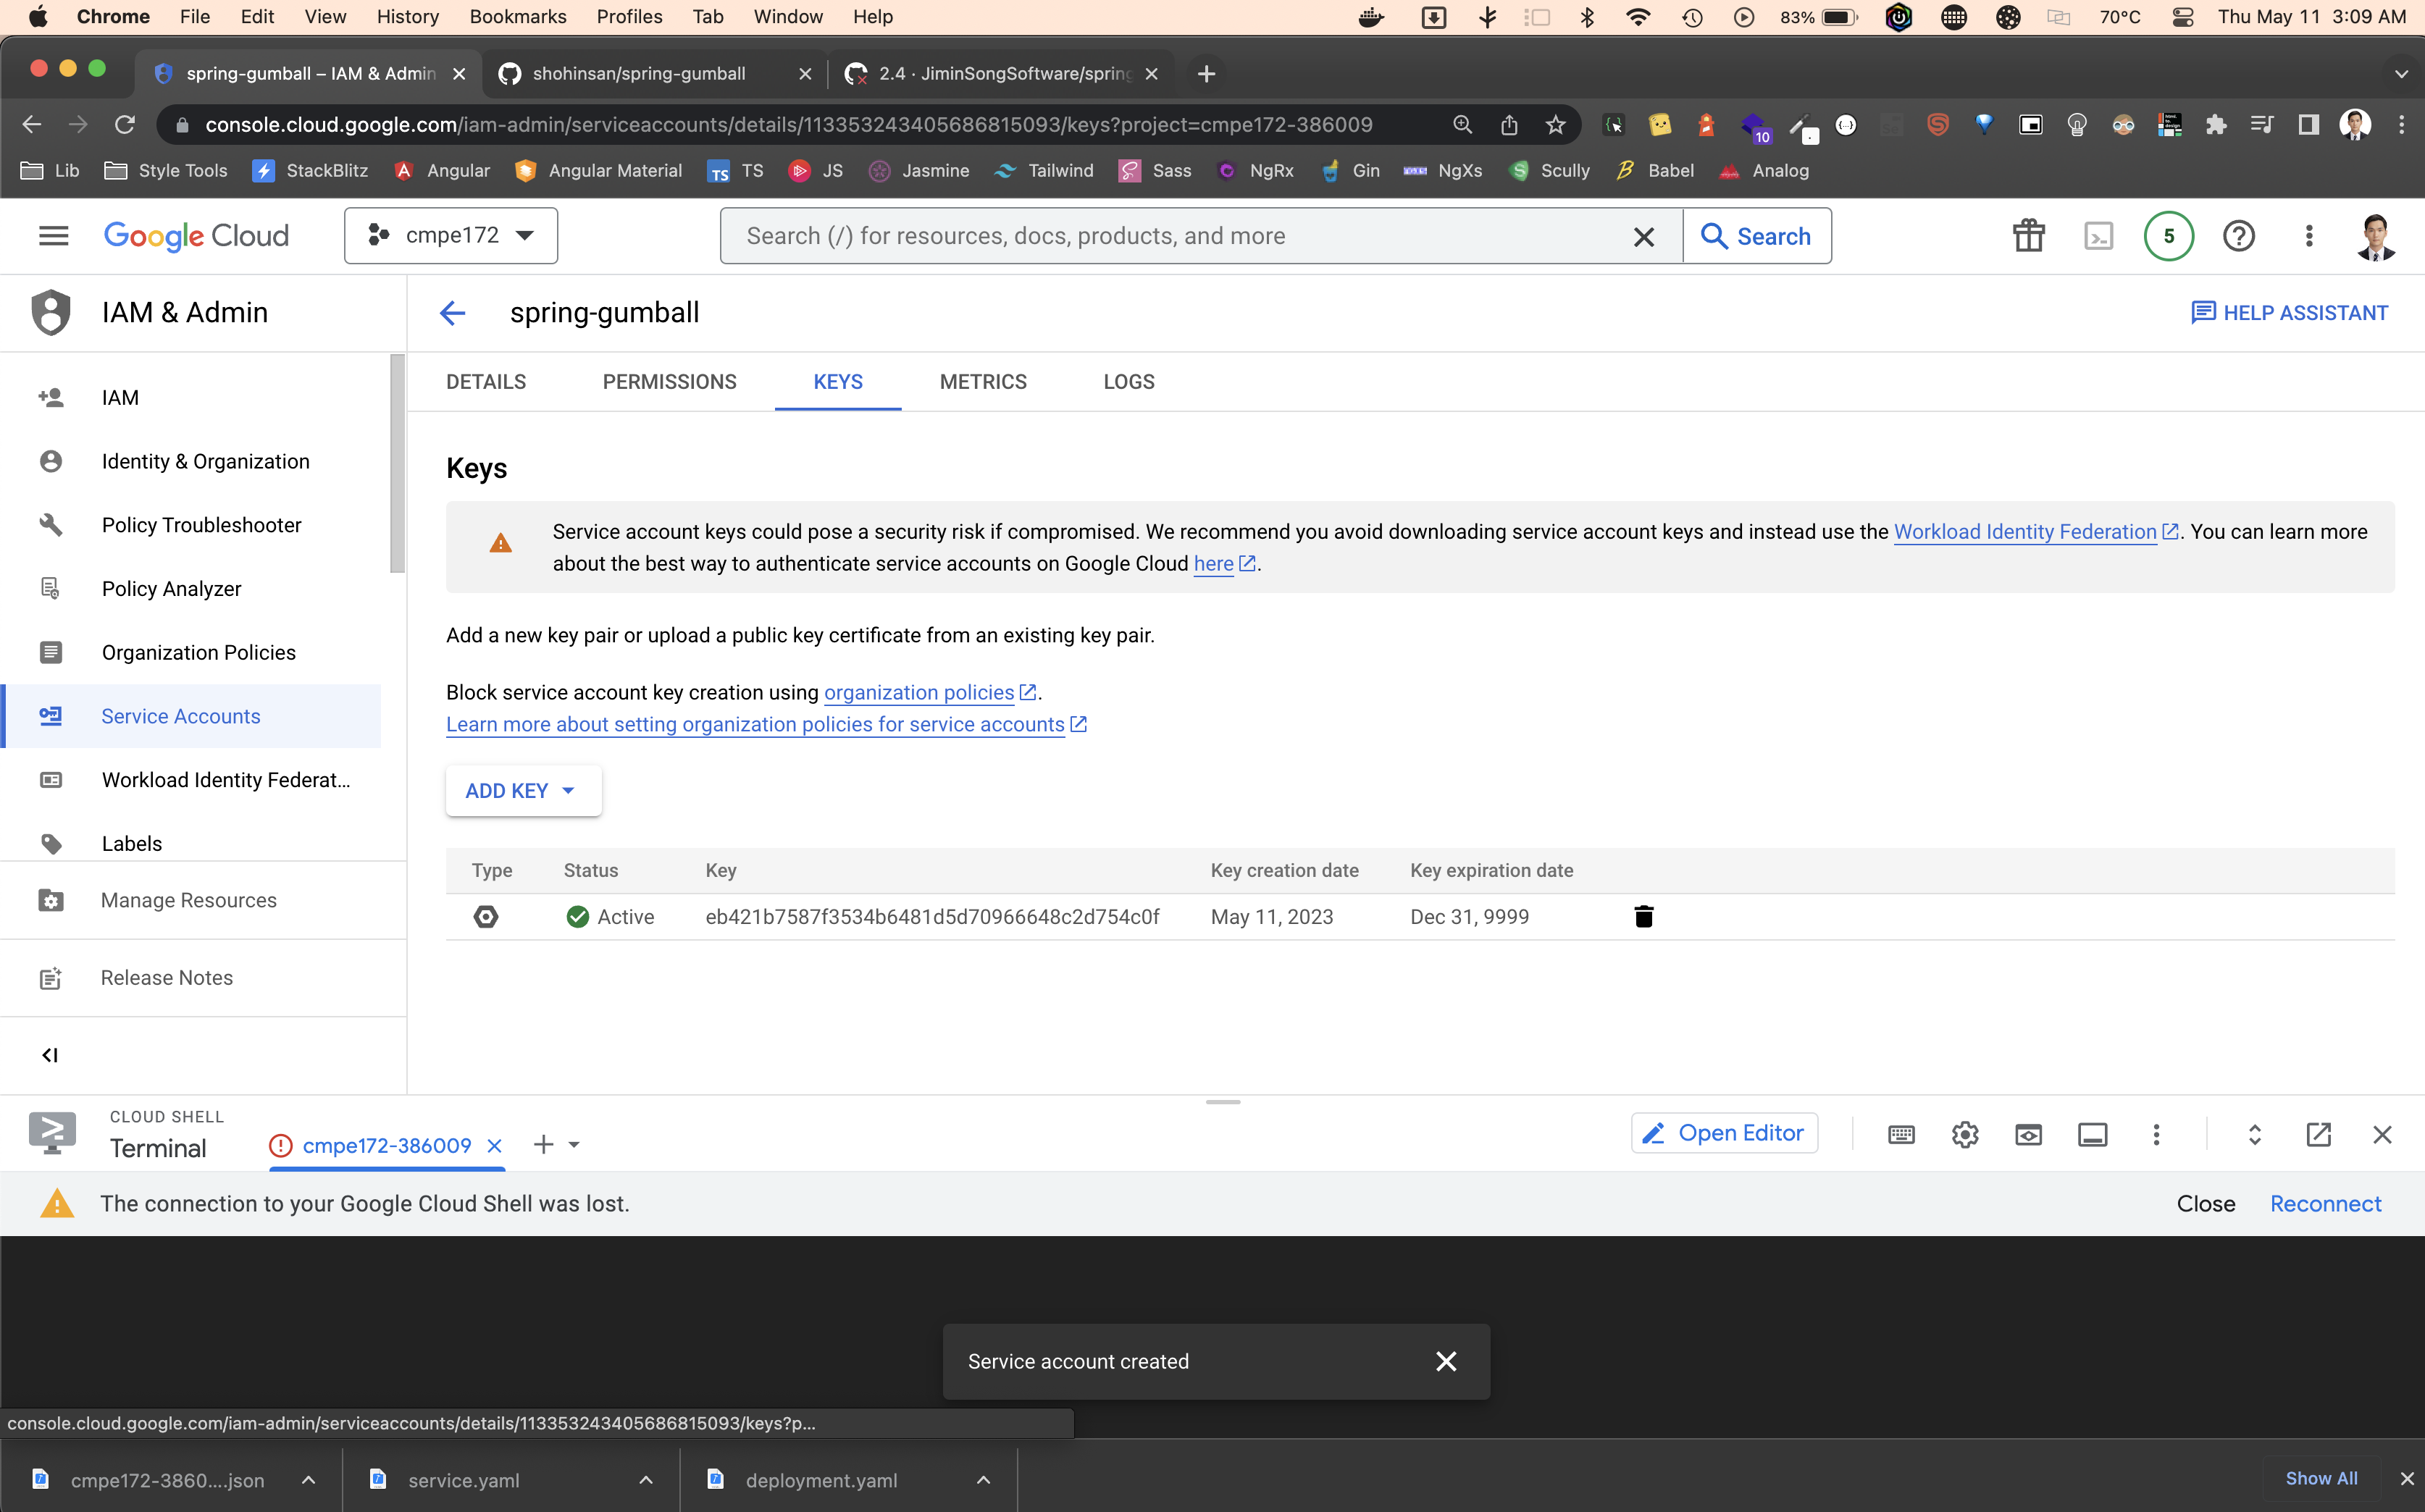 Chrome File Edit View History Bookmarks Profiles Tab Window Help 83% 70°C Thu May 11 3:09 AM
spring-gumball – IAM & Admin shohinsan/spring-gumball 2.4 · JiminSongSoftware/spring
console.cloud.google.com/iam-admin/serviceaccounts/details/113353243405686815093/keys?project=cmpe172-386009 10
Lib Style Tools StackBlitz Angular Angular Material TS TS JS Jasmine Tailwind Sass NgRx Gin NgXs Scully Babel Analog
Google Cloud cmpe172 Search (/) for resources, docs, products, and more Search 5
IAM & Admin
spring-gumball
HELP ASSISTANT
IAM
Identity & Organization
Policy Troubleshooter
Policy Analyzer
Organization Policies
Service Accounts
Workload Identity Federat...
Labels
Manage Resources
Release Notes
DETAILS PERMISSIONS KEYS METRICS LOGS
Keys
Service account keys could pose a security risk if compromised. We recommend you avoid downloading service account keys and instead use the Workload Identity Federation. You can learn more
about the best way to authenticate service accounts on Google Cloud here.
Add a new key pair or upload a public key certificate from an existing key pair.
Block service account key creation using organization policies.
Learn more about setting organization policies for service accounts
ADD KEY
Type Status Key Key creation date Key expiration date
Active eb421b7587f3534b6481d5d70966648c2d754c0f May 11, 2023 Dec 31, 9999
CLOUD SHELL
Terminal
cmpe172-386009
Open Editor
The connection to your Google Cloud Shell was lost.
Close Reconnect
Service account created
console.cloud.google.com/iam-admin/serviceaccounts/details/113353243405686815093/keys?p...
cmpe172-3860....json service.yaml deployment.yaml Show All